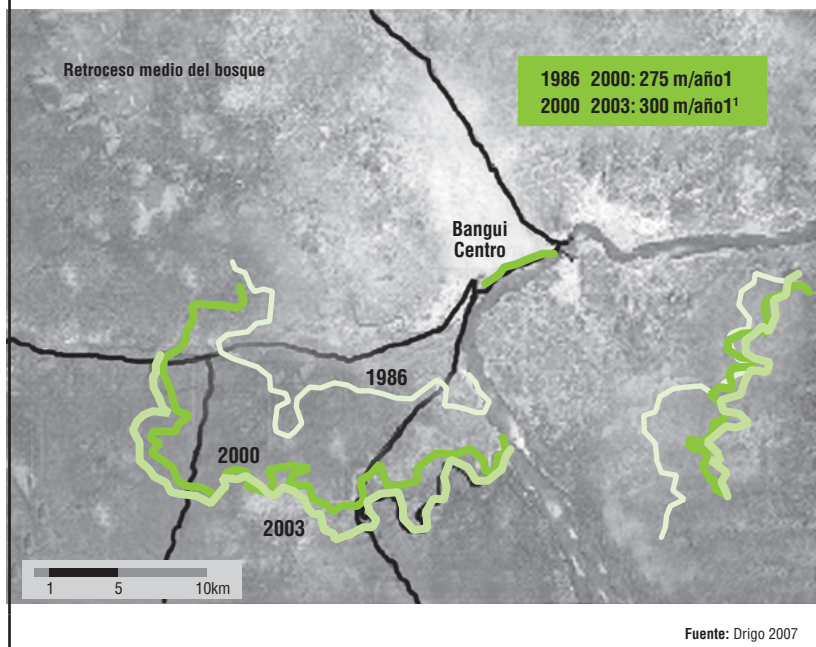 Retroceso medio del bosque
1986 2000: 275 m/año1
2000 2003: 300 m/año1¹
Bangui
Centro
1986
2000
2003
1 5 10km
Fuente: Drigo 2007